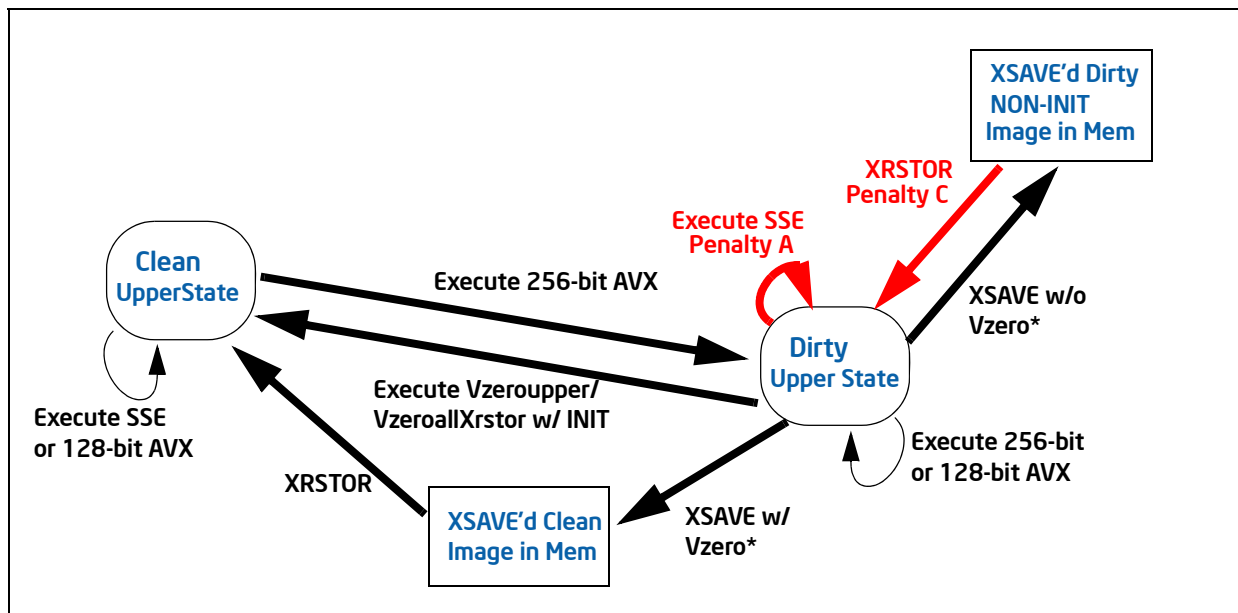 XSAVE'd Dirty
NON-INIT
Image in Mem
XRSTOR
Penalty C
Execute SSE
Penalty A
Clean
UpperState
Execute 256-bit AVX
XSAVE w/o
Vzero*
Dirty
Upper State
Execute Vzeroupper/
VzeroallXrstor w/ INIT
Execute SSE
or 128-bit AVX
Execute 256-bit
or 128-bit AVX
XRSTOR
XSAVE'd Clean
Image in Mem
XSAVE w/
Vzero*